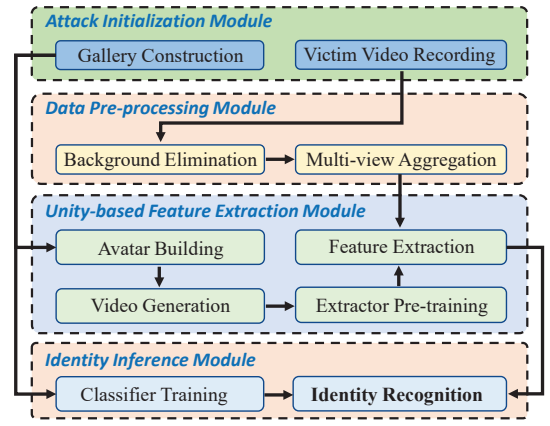 Attack Initialization Module
Gallery Construction
Victim Video Recording
Data Pre-processing Module
Background Elimination
Multi-view Aggregation
Unity-based Feature Extraction Module
Avatar Building
Feature Extraction
Video Generation
Extractor Pre-training
Identity Inference Module
Classifier Training
Identity Recognition